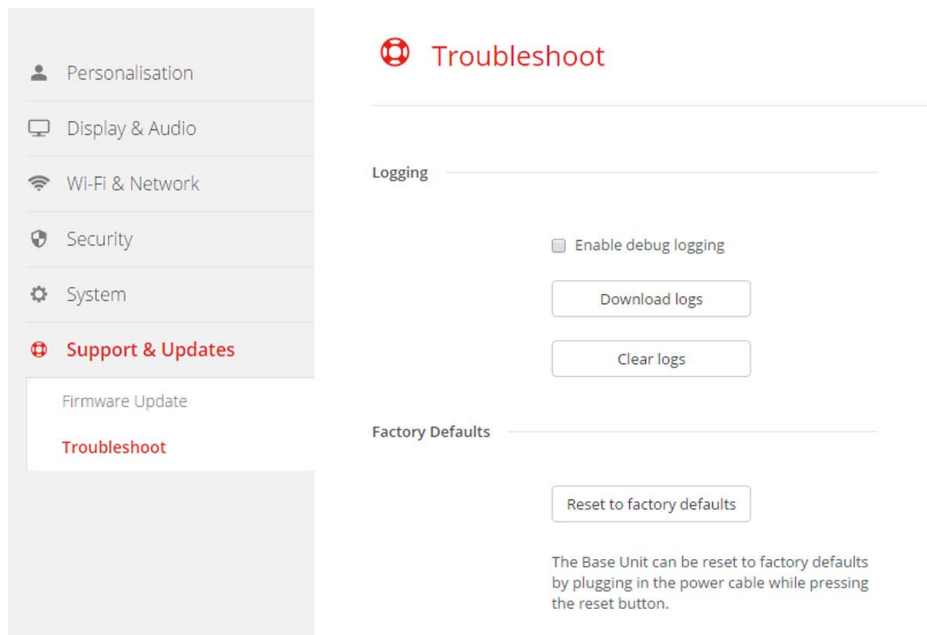 Personalisation
Display & Audio
Wi-Fi & Network
Security
System
Support & Updates
Firmware Update
Troubleshoot
Troubleshoot
Logging
Enable debug logging
Download logs
Clear logs
Factory Defaults
Reset to factory defaults
The Base Unit can be reset to factory defaults
by plugging in the power cable while pressing
the reset button.